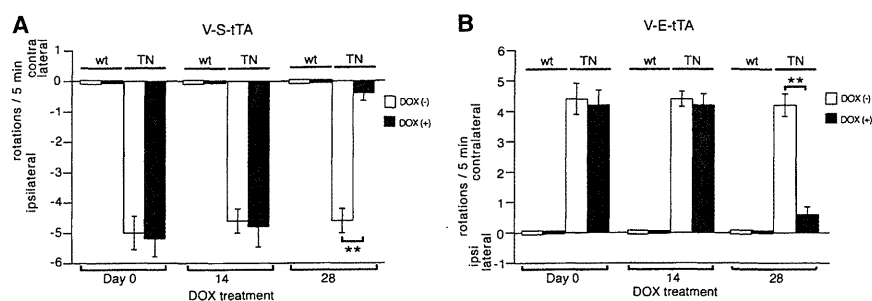 A
V-S-tTA
wt TN wt TN wt TN
rotations / 5 min
ipsilateral
contra lateral
1
0
-1
-2
-3
-4
-5
-6
DOX (-)
DOX (+)
**
Day 0 14 28
DOX treatment
B
V-E-tTA
wt TN wt TN wt TN
rotations / 5 min
contralateral
ipsi lateral
6
5
4
3
2
1
0
-1
**
DOX (-)
DOX (+)
Day 0 14 28
DOX treatment